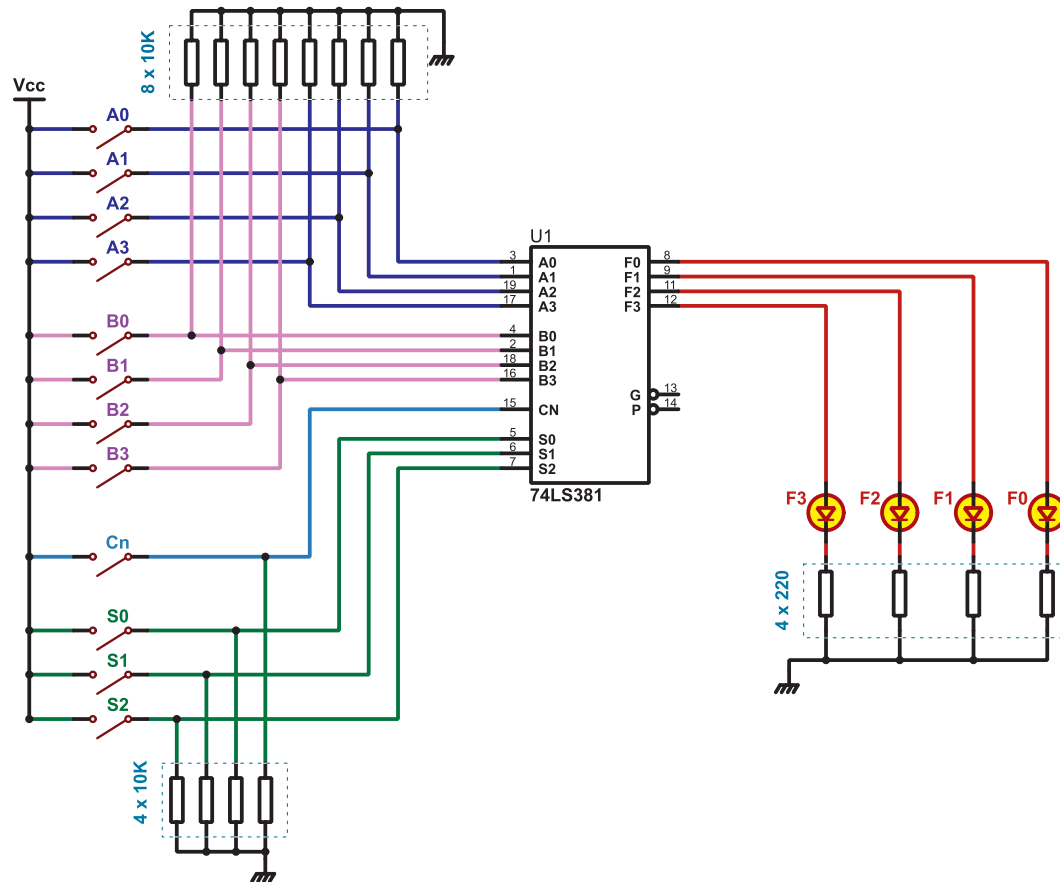 8 x 10K
Vcc
A0
A1
A2
A3
B0
B1
B2
B3
Cn
S0
S1
S2
4 x 10K
U1
3 A0 F0 8
1 A1 F1 9
19 A2 F2 11
17 A3 F3 12
4 B0
2 B1
18 B2
16 B3
G 13
15 CN P 14
5 S0
6 S1
7 S2
74LS381
F3 F2 F1 F0
4 x 220